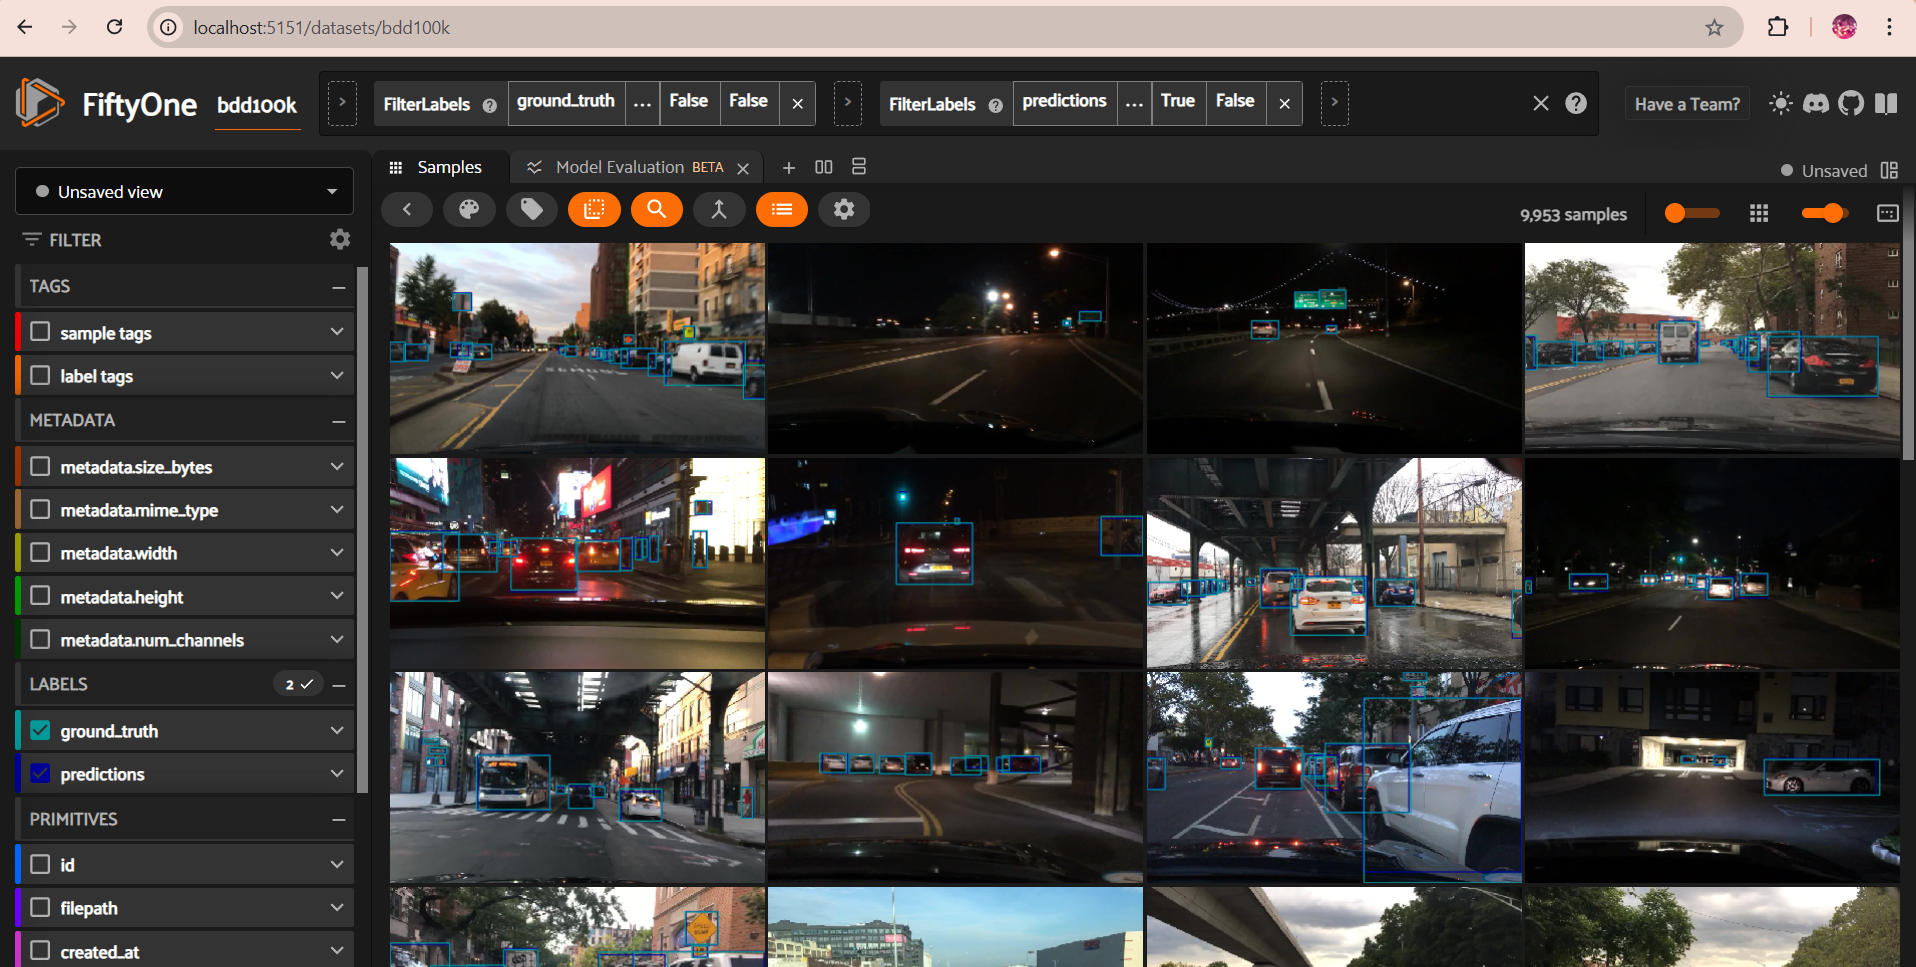 localhost:5151/datasets/bdd100k
FiftyOne
bdd100k
FilterLabels ? ground_truth ... False False
FilterLabels ? predictions ... True False
?
Have a Team?
Unsaved view
Samples
Model Evaluation BETA
Unsaved
9,953 samples
FILTER
TAGS
sample tags
label tags
METADATA
metadata.size_bytes
metadata.mime_type
metadata.width
metadata.height
metadata.num_channels
LABELS
2
ground_truth
predictions
PRIMITIVES
id
filepath
created_at